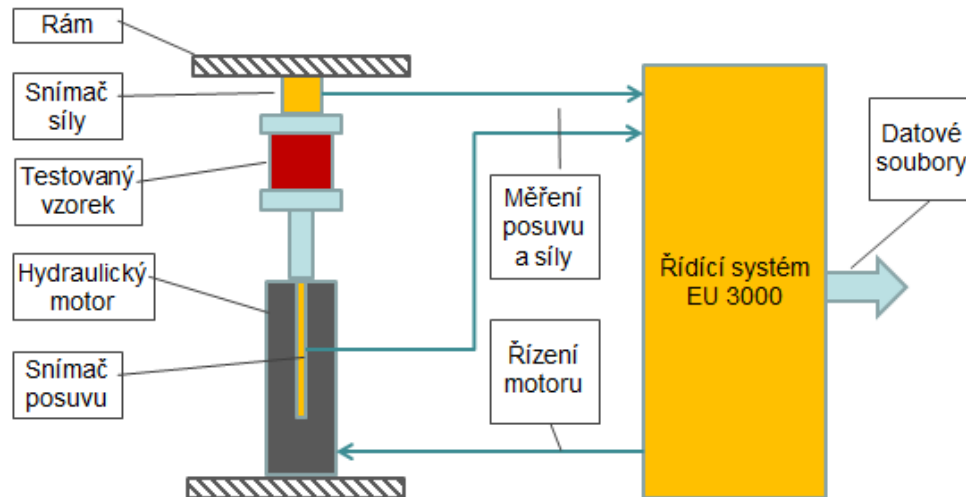 Rám
Snímač
síly
Testovaný
vzorek
Hydraulický
motor
Snímač
posuvu
Měření
posuvu
a síly
Řízení
motoru
Řídící systém
EU 3000
Datové
soubory